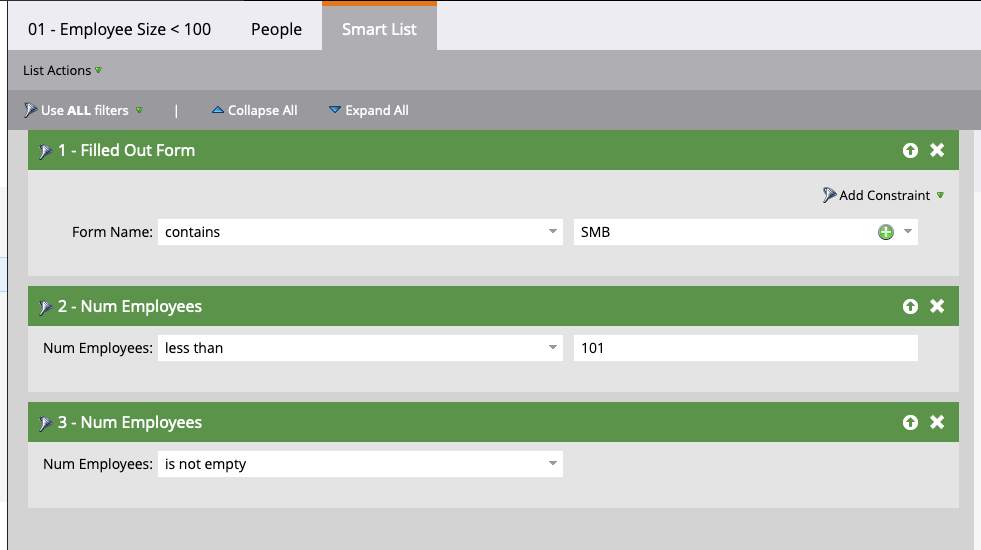 01 - Employee Size < 100 People Smart List
List Actions
Use ALL filters | Collapse All Expand All
1 - Filled Out Form
Add Constraint
Form Name: contains SMB
2 - Num Employees
Num Employees: less than 101
3 - Num Employees
Num Employees: is not empty